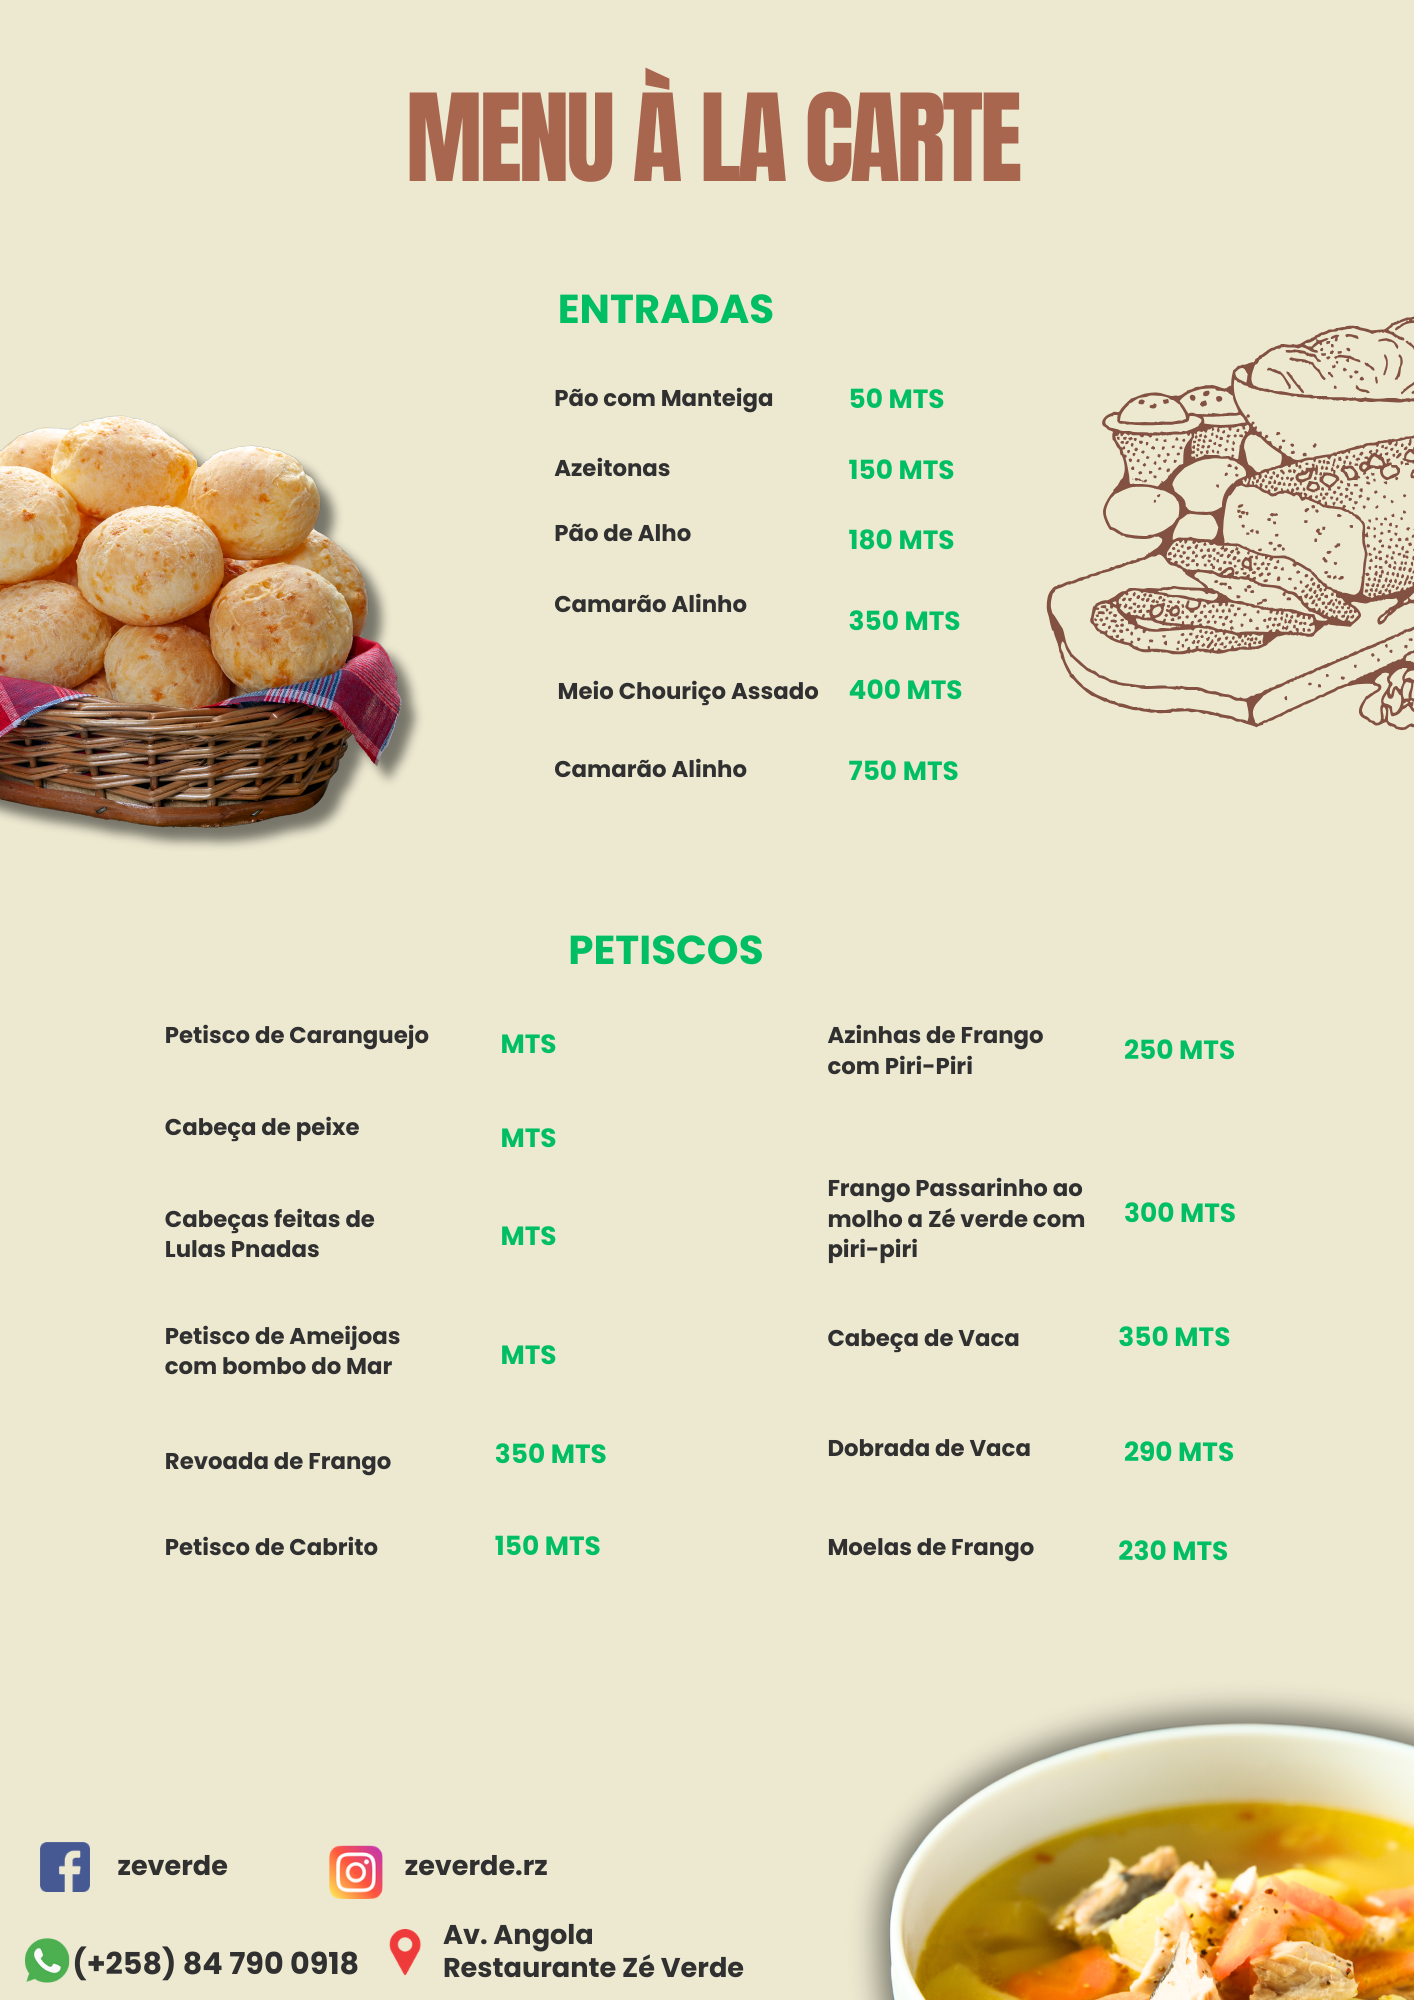 MENU À LA CARTE
ENTRADAS
Pão com Manteiga 50 MTS
Azeitonas 150 MTS
Pão de Alho 180 MTS
Camarão Alinho 350 MTS
Meio Chouriço Assado 400 MTS
Camarão Alinho 750 MTS
PETISCOS
Petisco de Caranguejo MTS
Cabeça de peixe MTS
Cabeças feitas de
Lulas Pnadas MTS
Petisco de Ameijoas
com bombo do Mar MTS
Revoada de Frango 350 MTS
Petisco de Cabrito 150 MTS
Azinhas de Frango
com Piri-Piri 250 MTS
Frango Passarinho ao
molho a Zé verde com 300 MTS
piri-piri
Cabeça de Vaca 350 MTS
Dobrada de Vaca 290 MTS
Moelas de Frango 230 MTS
zeverde
zeverde.rz
(+258) 84 790 0918
Av. Angola
Restaurante Zé Verde